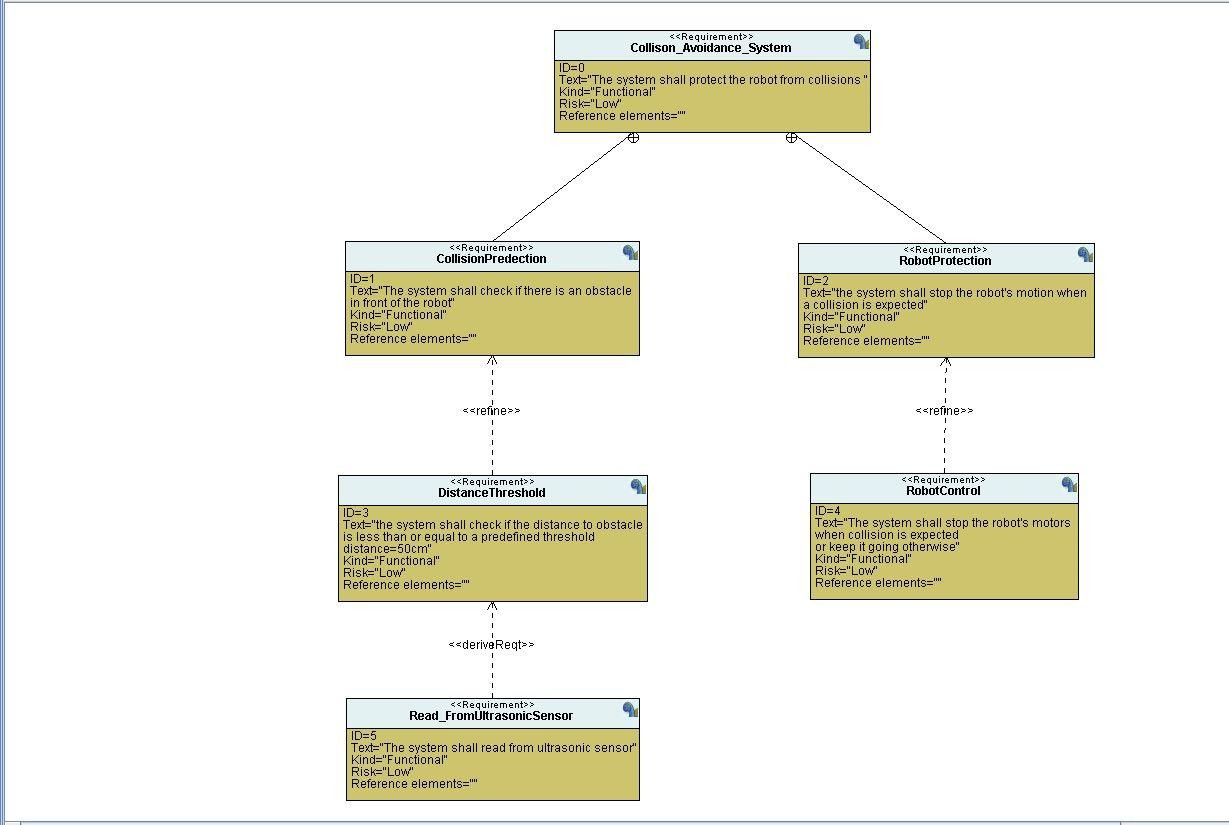 <<Requirement>>
Collison_Avoidance_System
ID=0
Text="The system shall protect the robot from collisions "
Kind="Functional"
Risk="Low"
Reference elements=""
<<Requirement>>
CollisionPredection
ID=1
Text="The system shall check if there is an obstacle
in front of the robot"
Kind="Functional"
Risk="Low"
Reference elements=""
<<Requirement>>
RobotProtection
ID=2
Text="the system shall stop the robot's motion when
a collision is expected"
Kind="Functional"
Risk="Low"
Reference elements=""
<<refine>>
<<refine>>
<<Requirement>>
DistanceThreshold
ID=3
Text="the system shall check if the distance to obstacle
is less than or equal to a predefined threshold
distance=50cm"
Kind="Functional"
Risk="Low"
Reference elements=""
<<Requirement>>
RobotControl
ID=4
Text="The system shall stop the robot's motors
when collision is expected
or keep it going otherwise"
Kind="Functional"
Risk="Low"
Reference elements=""
<<deriveReqt>>
<<Requirement>>
Read_FromUltrasonicSensor
ID=5
Text="The system shall read from ultrasonic sensor"
Kind="Functional"
Risk="Low"
Reference elements=""